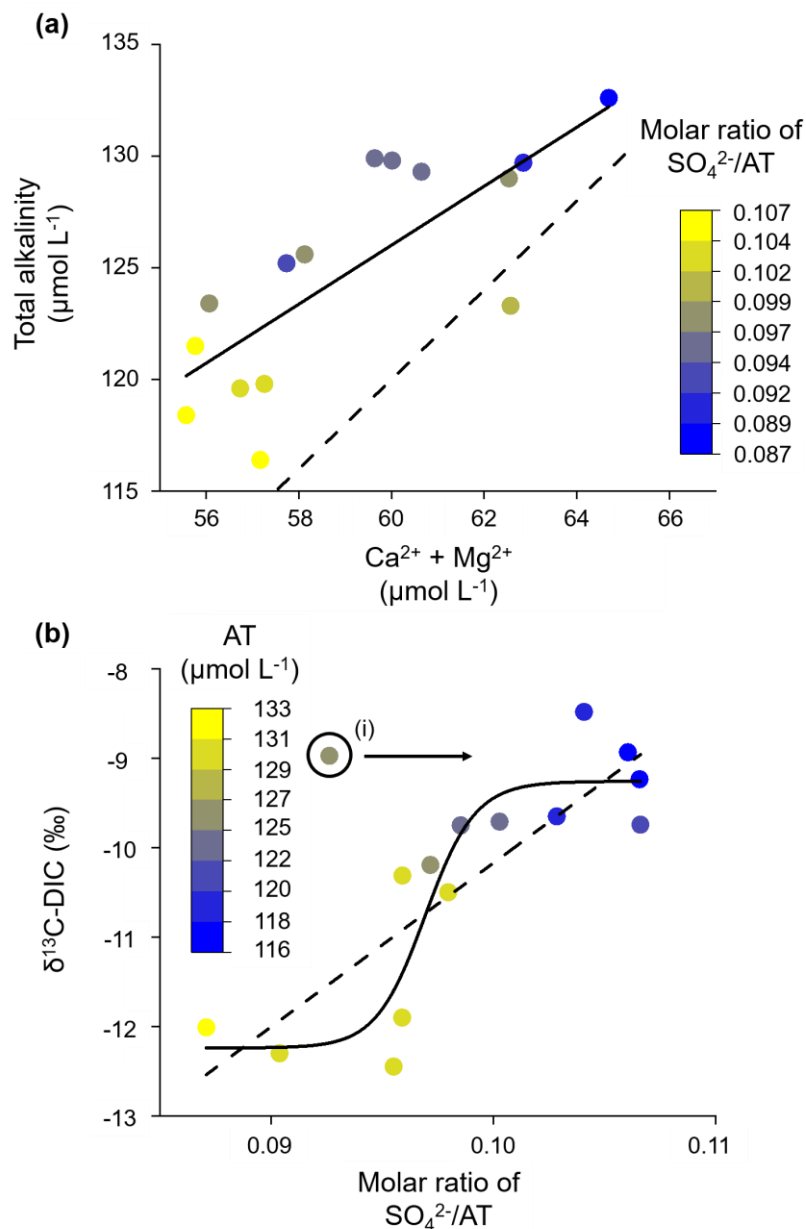 (a)
135
130
125
120
115
Total alkalinity
(µmol L⁻¹)
56
58
60
62
64
66
Ca²⁺ + Mg²⁺
(µmol L⁻¹)
Molar ratio of
SO₄²⁻/AT
0.107
0.104
0.102
0.099
0.097
0.094
0.092
0.089
0.087
(b)
AT
(µmol L⁻¹)
133
131
129
127
125
122
120
118
116
(i)
-8
-9
-10
-11
-12
-13
δ¹³C-DIC (‰)
0.09
0.10
0.11
Molar ratio of
SO₄²⁻/AT